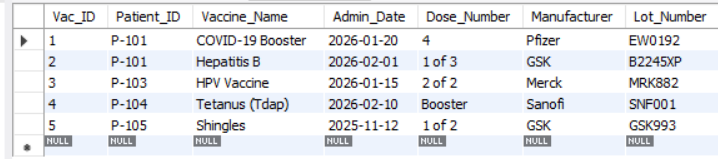 Vac_ID Patient_ID Vaccine_Name Admin_Date Dose_Number Manufacturer Lot_Number
1 P-101 COVID-19 Booster 2026-01-20 4 Pfizer EW0192
2 P-101 Hepatitis B 2026-02-01 1 of 3 GSK B2245XP
3 P-103 HPV Vaccine 2026-01-15 2 of 2 Merck MRK882
4 P-104 Tetanus (Tdap) 2026-02-10 Booster Sanofi SNF001
5 P-105 Shingles 2025-11-12 1 of 2 GSK GSK993
NULL NULL NULL NULL NULL NULL NULL